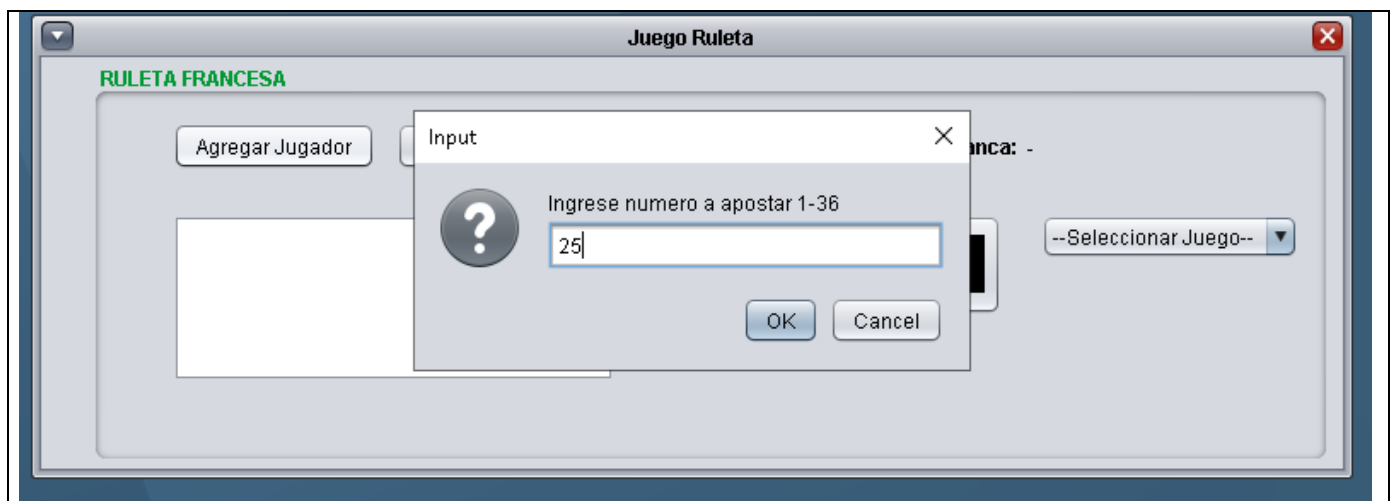 Juego Ruleta
RULETA FRANCESA
Agregar Jugador
Input
anca: -
Ingrese numero a apostar 1-36
25
--Seleccionar Juego--
OK
Cancel